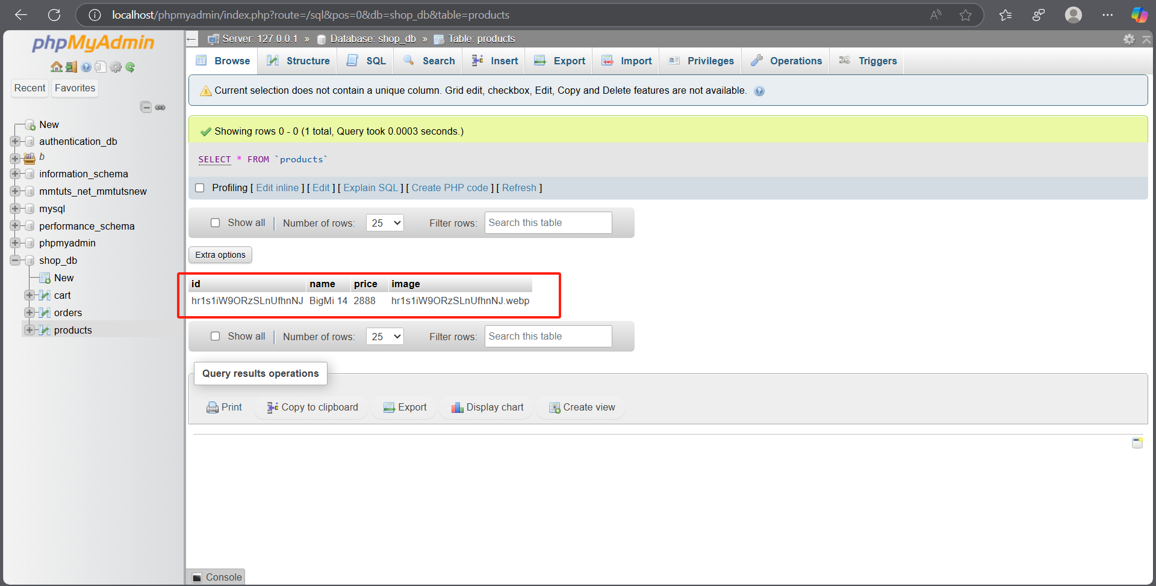 localhost/phpmyadmin/index.php?route=/sql&pos=0&db=shop_db&table=products
phpMyAdmin
Recent Favorites
New
authentication_db
b
information_schema
mmtuts_net_mmtutsnew
mysql
performance_schema
phpmyadmin
shop_db
New
cart
orders
products
Server: 127.0.0.1 » Database: shop_db » Table: products
Browse Structure SQL Search Insert Export Import Privileges Operations Triggers
Current selection does not contain a unique column. Grid edit, checkbox, Edit, Copy and Delete features are not available.
Showing rows 0 - 0 (1 total, Query took 0.0003 seconds.)
SELECT * FROM `products`
Profiling [ Edit inline ] [ Edit ] [ Explain SQL ] [ Create PHP code ] [ Refresh ]
Show all Number of rows: 25 Filter rows: Search this table
Extra options
id name price image
hr1s1iW9ORzSLnUfhnNJ BigMi 14 2888 hr1s1iW9ORzSLnUfhnNJ.webp
Show all Number of rows: 25 Filter rows: Search this table
Query results operations
Print Copy to clipboard Export Display chart Create view
Console